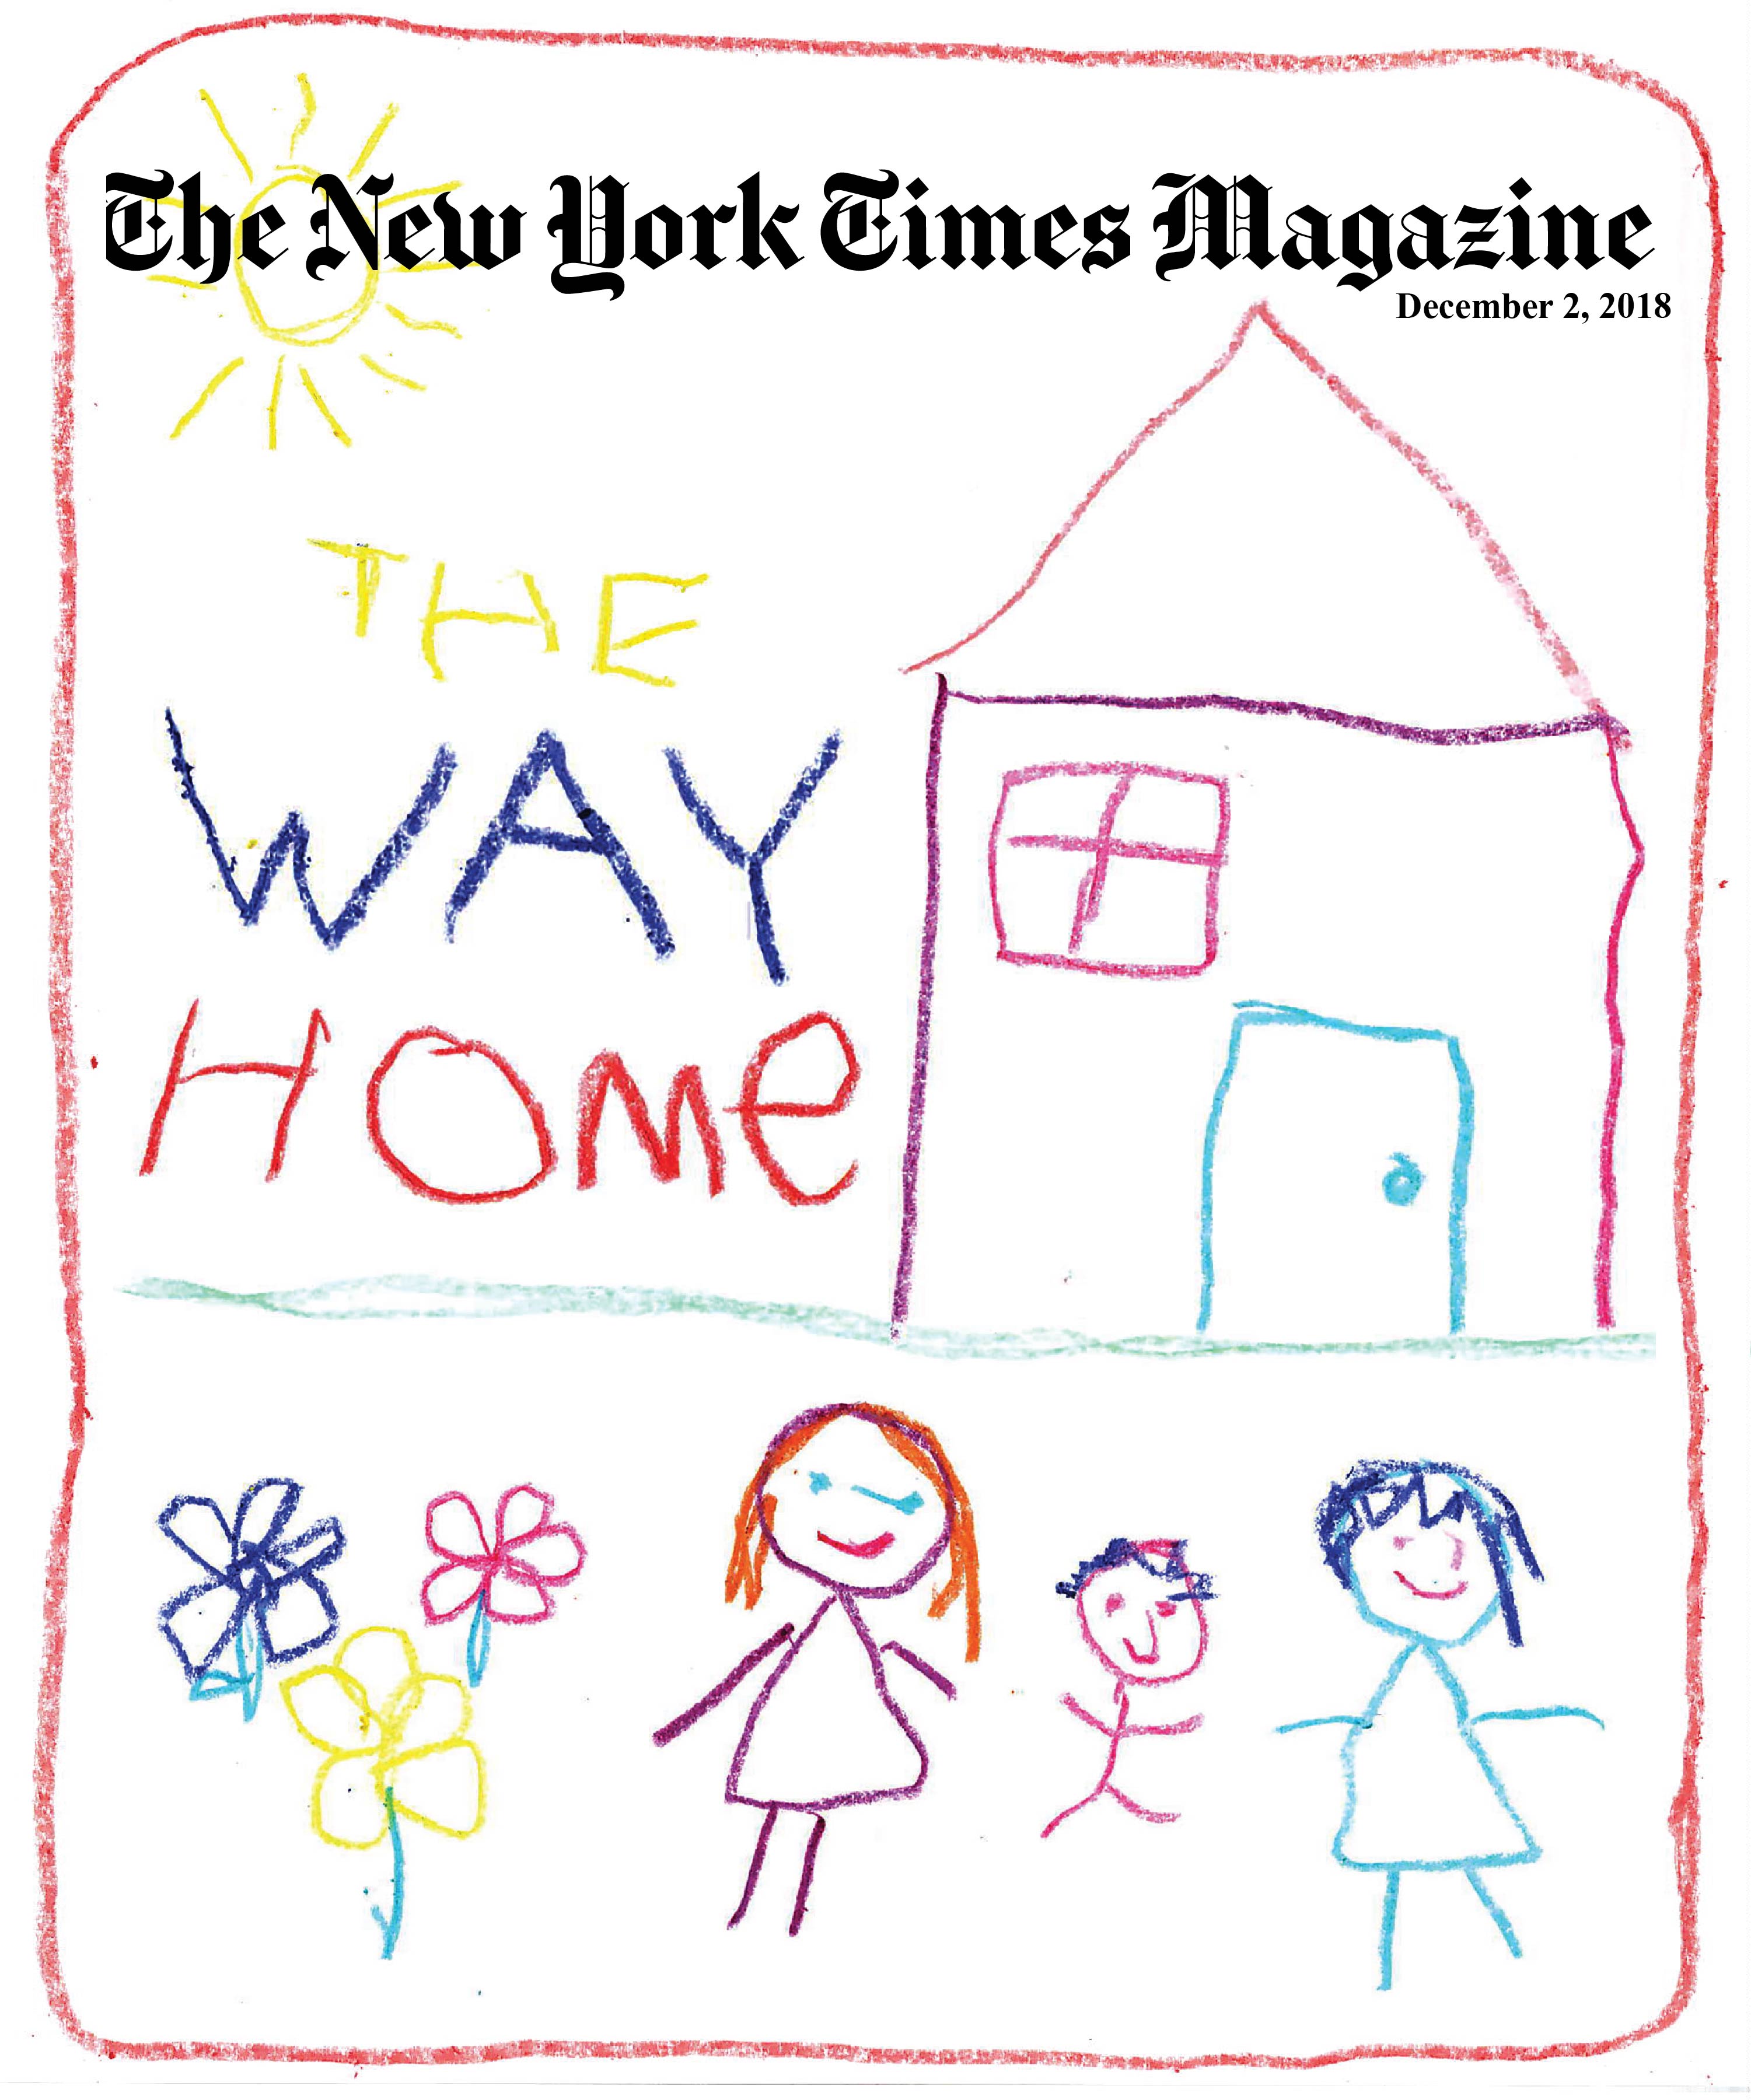 The New York Times Magazine
December 2, 2018
THE
WAY
HOMe